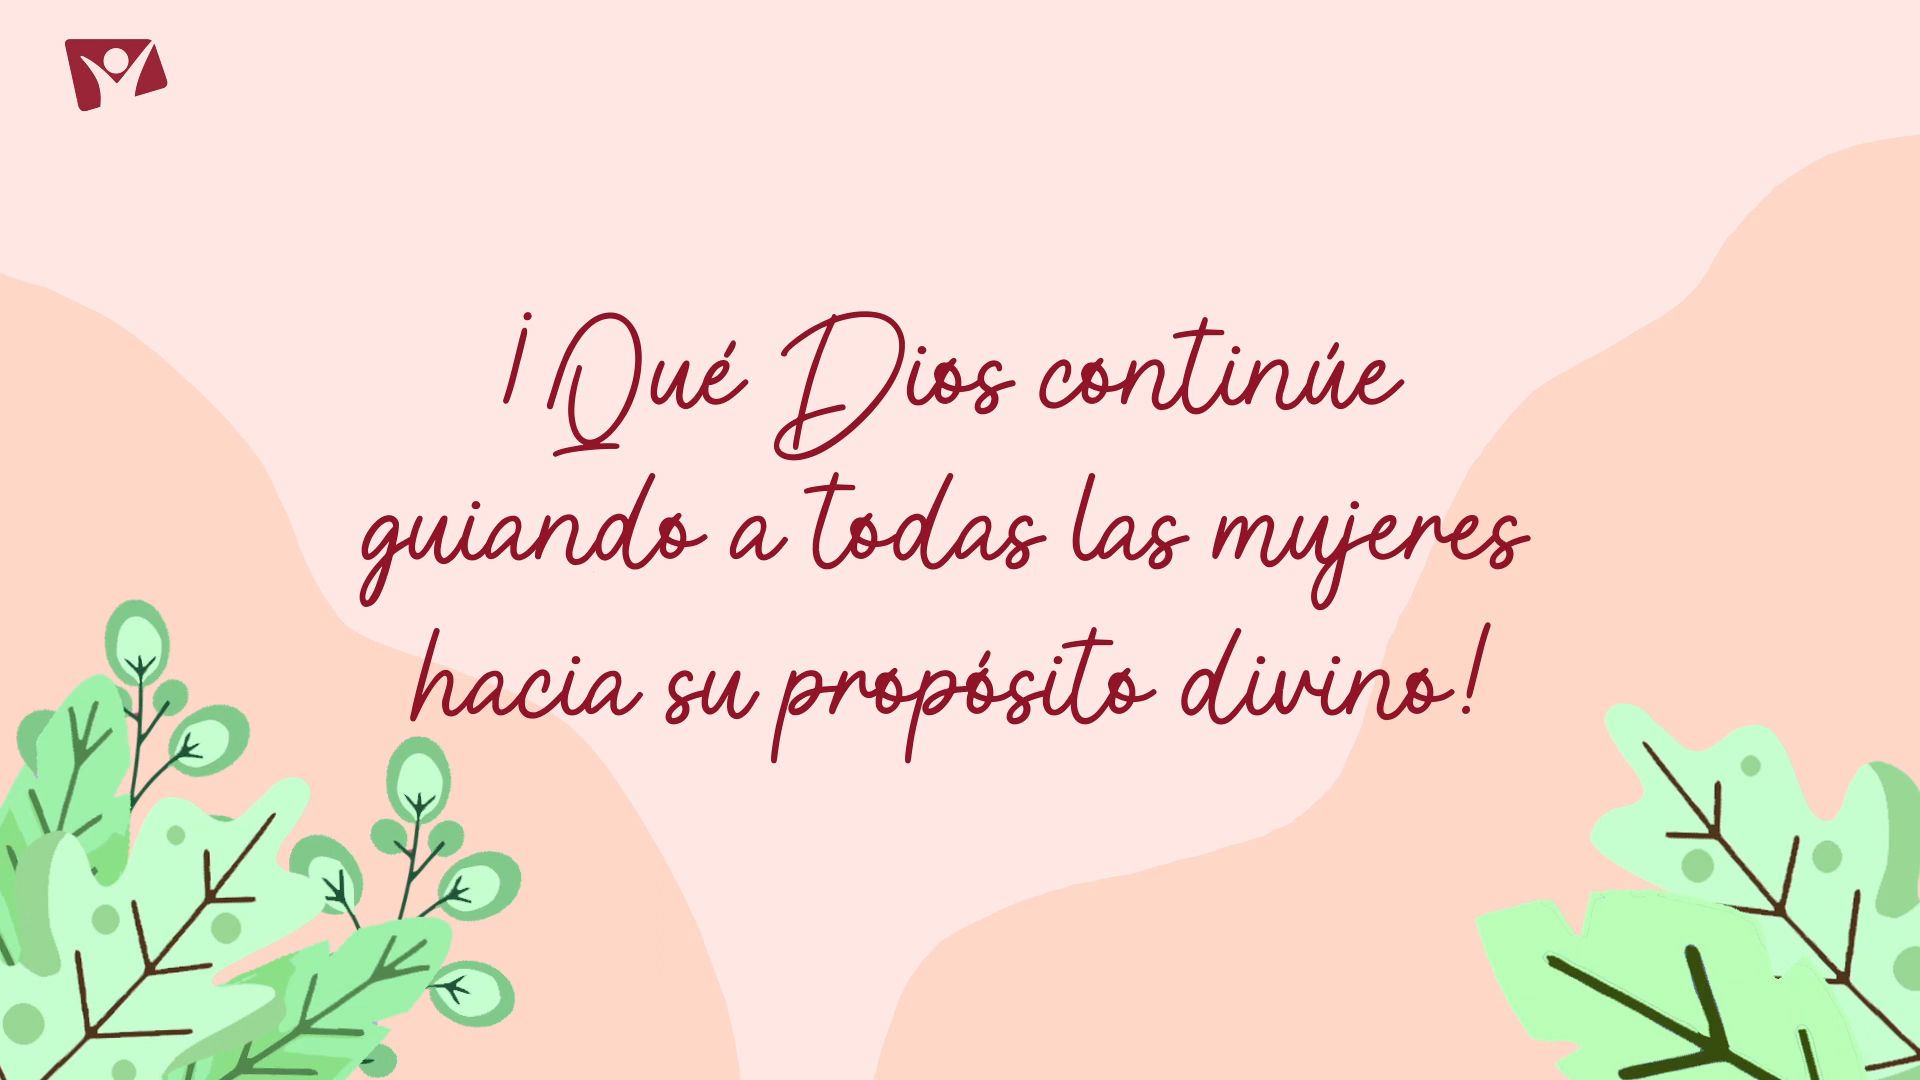 ¡Qué Dios continúe
guiando a todas las mujeres
hacia su propósito divino!